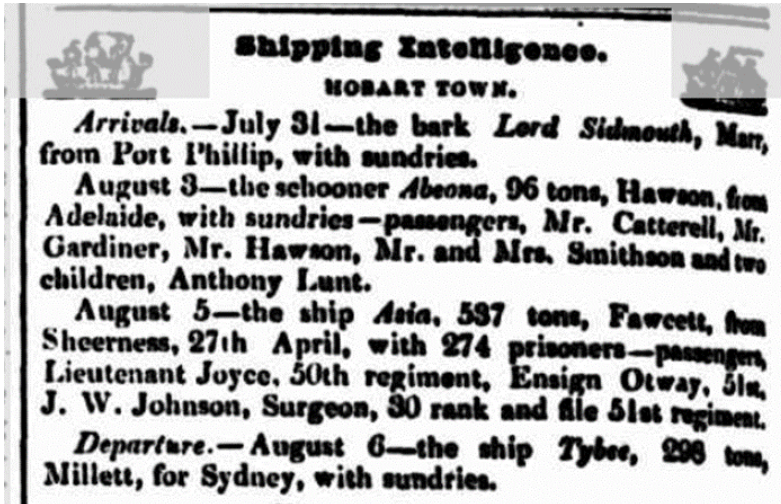 Shipping Intelligence.
HOBART TOWN.
Arrivals.—July 31—the bark Lord Sidmouth, Marr,
from Port Phillip, with sundries.
August 3—the schooner Abeona, 96 tons, Hawson, from
Adelaide, with sundries—passengers, Mr. Catterell, Mr.
Gardiner, Mr. Hawson, Mr. and Mrs. Smithson and two
children, Anthony Lunt.
August 5—the ship Asia, 537 tons, Fawcett, from
Sheerness, 27th April, with 274 prisoners—passengers,
Lieutenant Joyce, 50th regiment, Ensign Otway, 51st,
J. W. Johnson, Surgeon, 30 rank and file 51st regiment.
Departure.—August 6—the ship Tybee, 298 tons,
Millett, for Sydney, with sundries.